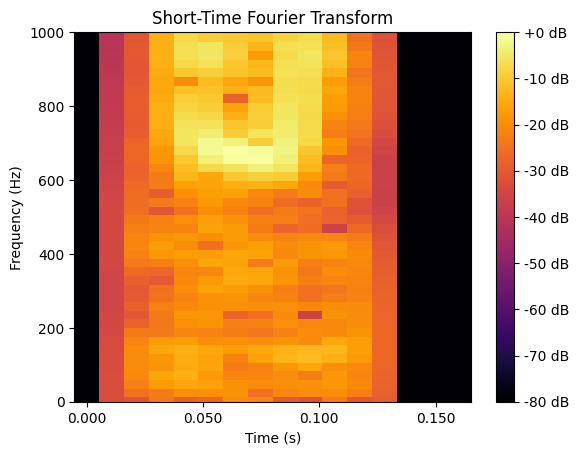 Short-Time Fourier Transform
1000
800
600
400
200
0
Frequency (Hz)
0.000
0.050
0.100
0.150
Time (s)
+0 dB
-10 dB
-20 dB
-30 dB
-40 dB
-50 dB
-60 dB
-70 dB
-80 dB